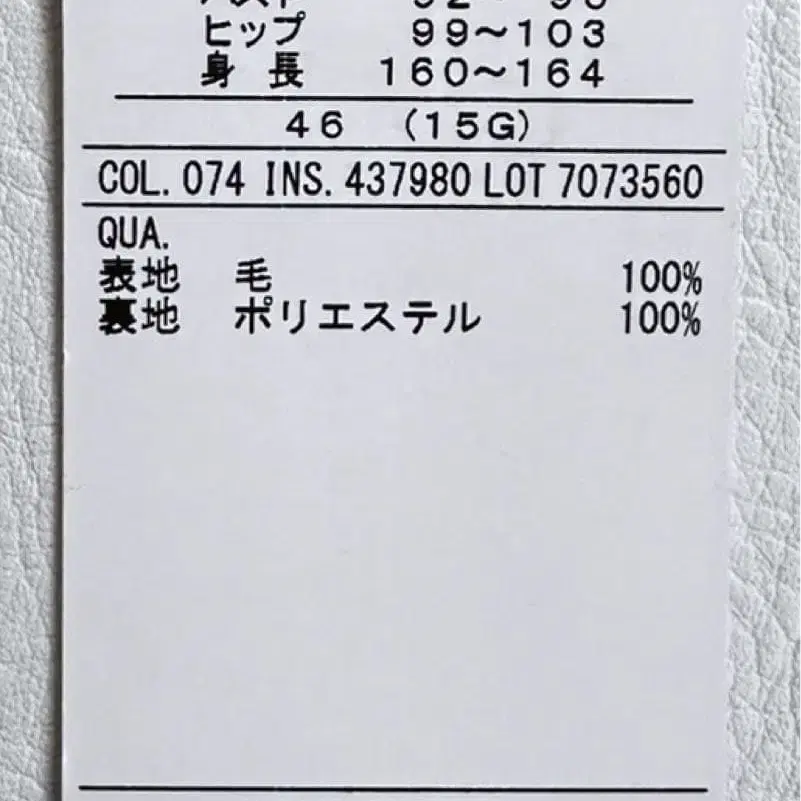 ヒップ 99～103
身 長 160～164
46 (15G)
COL. 074 INS. 437980 LOT 7073560
QUA.
表地 毛 100%
裏地 ポリエステル 100%